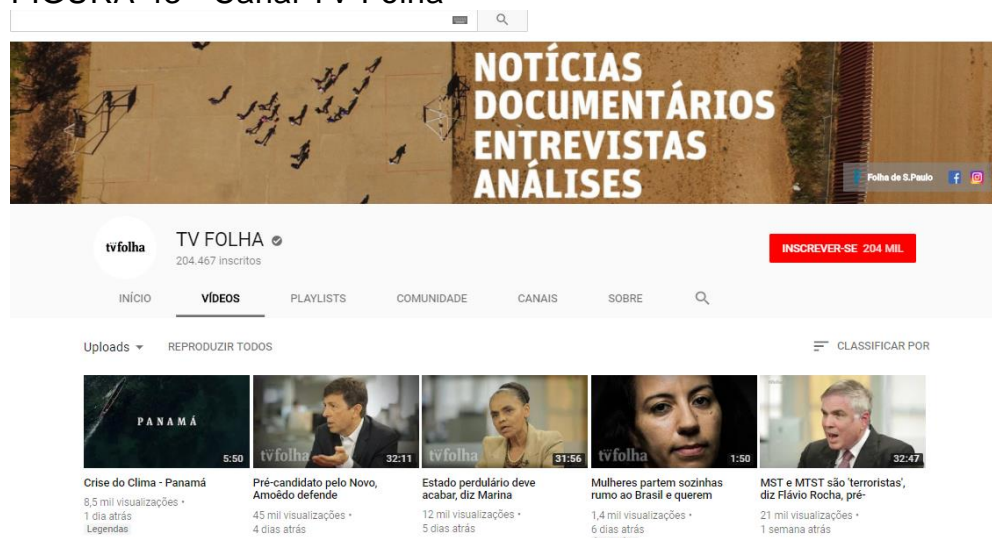 FIGURA 48 - Canal TV Folha
NOTÍCIAS
DOCUMENTÁRIOS
ENTREVISTAS
ANÁLISES
Folha de S.Paulo
tvfolha
TV FOLHA
204.467 inscritos
INSCREVER-SE 204 MIL
INÍCIO VÍDEOS PLAYLISTS COMUNIDADE CANAIS SOBRE
Uploads REPRODUZIR TODOS CLASSIFICAR POR
PANAMÁ
5:50
tvfolha
32:11
tvfolha
31:56
tvfolha
1:50
32:47
Crise do Clima - Panamá
8,5 mil visualizações •
1 dia atrás
Legendas
Pré-candidato pelo Novo,
Amoêdo defende
45 mil visualizações •
4 dias atrás
Estado perdulário deve
acabar, diz Marina
12 mil visualizações •
5 dias atrás
Mulheres partem sozinhas
rumo ao Brasil e querem
1,4 mil visualizações •
6 dias atrás
MST e MTST são 'terroristas',
diz Flávio Rocha, pré-
21 mil visualizações •
1 semana atrás